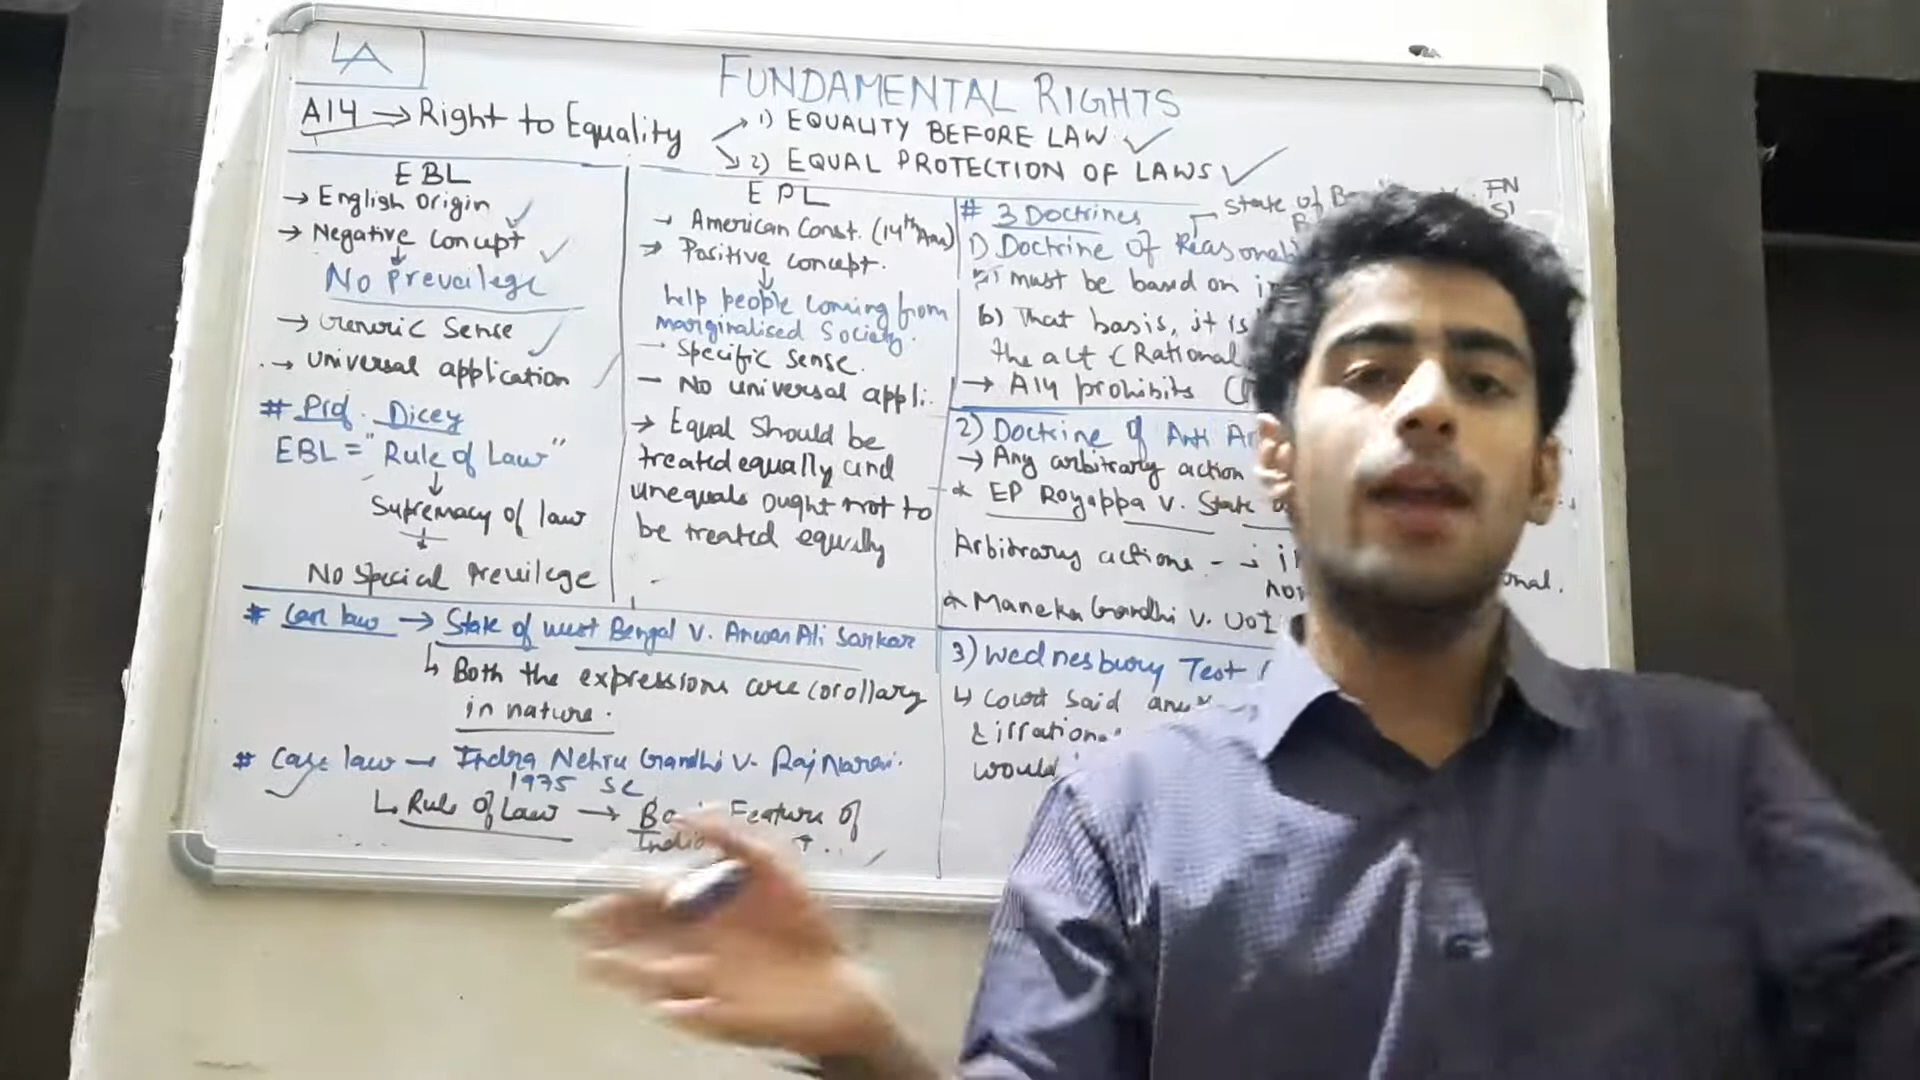 LA
FUNDAMENTAL RIGHTS
A14 → Right to Equality
1) EQUALITY BEFORE LAW ✓
2) EQUAL PROTECTION OF LAWS ✓
EBL
→ English Origin ✓
→ Negative Concept ✓
↓
No Prevailege
→ Generic Sense ✓
→ Universal application
# Prof. Dicey
EBL = "Rule of Law"
↓
Supremacy of law
↓
No Special Previlege
EPL
→ American Const. (14th Am)
→ Positive concept.
↓
help people coming from
marginalised Society.
– Specific Sense.
– No universal appli.
→ Equal Should be
treated equally and
unequals ought not to
be treated equally
# Case law → State of west Bengal v. Anwar Ali Sarkar
↳ Both the expressions are corollary
in nature.
# Case law → Indra Nehru Gandhi v. Raj Narai.
1975 SC
↳ Rule of Law → Feature of
# 3 Doctrines
State of
FN
1) Doctrine of
must be based on
b) That basis, it is
the act (Rational
→ A14 prohibits
2) Doctrine of Anti
→ Any arbitrary action
* EP Royappa v. State
Arbitrary actions
* Maneka Gandhi v. UOI
3) Wednesbury Test
↳ Court said
would